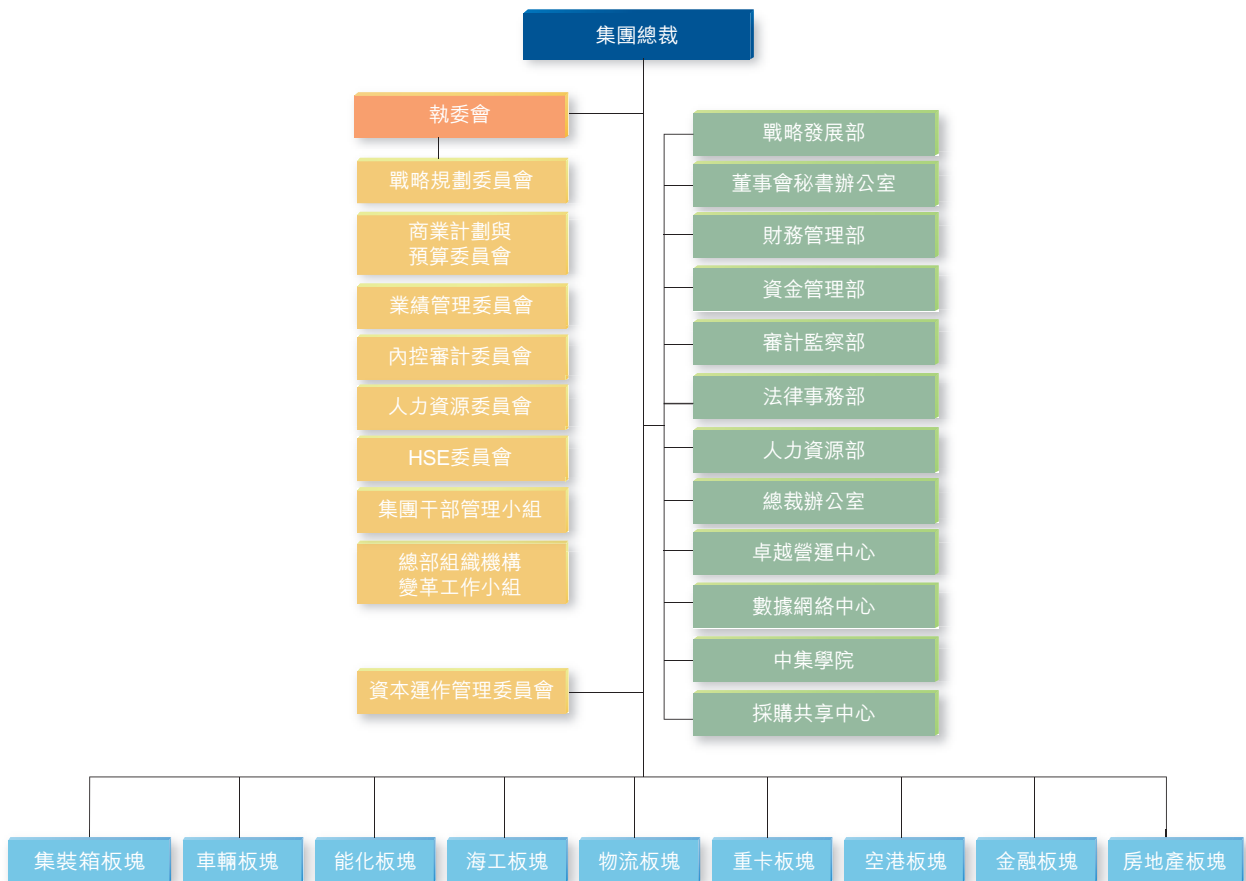 集團總裁
執委會
戰略規劃委員會
商業計劃與
預算委員會
業績管理委員會
內控審計委員會
人力資源委員會
HSE委員會
集團干部管理小組
總部組織機構
變革工作小組
資本運作管理委員會
戰略發展部
董事會秘書辦公室
財務管理部
資金管理部
審計監察部
法律事務部
人力資源部
總裁辦公室
卓越營運中心
數據網絡中心
中集學院
採購共享中心
集裝箱板塊
車輛板塊
能化板塊
海工板塊
物流板塊
重卡板塊
空港板塊
金融板塊
房地產板塊